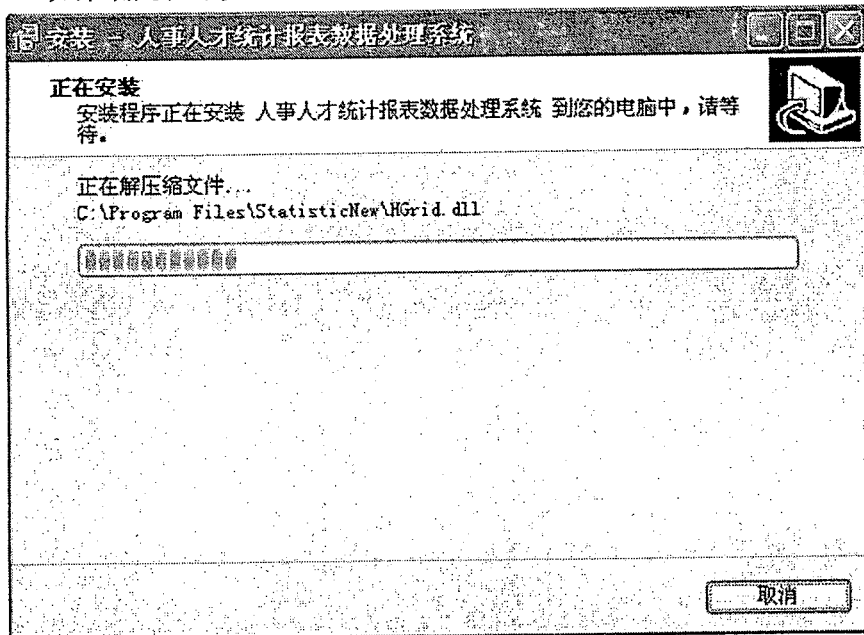 安装 - 人事人才统计报表数据处理系统
正在安装
安装程序正在安装 人事人才统计报表数据处理系统 到您的电脑中，请等
待。
正在解压缩文件...
C:\Program Files\StatisticNew\HGrid.dll
取消